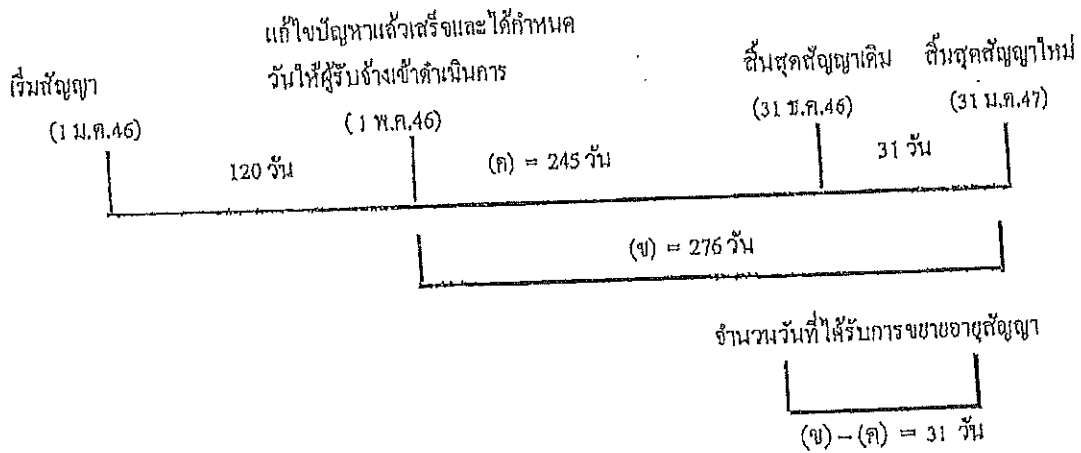 แก้ไขปัญหาแล้วเสร็จและได้กำหนด
วันให้ผู้รับจ้างเข้าดำเนินการ
(1 พ.ค.46)
เริ่มสัญญา
(1 ม.ค.46)
สิ้นสุดสัญญาเดิม
(31 ธ.ค.46)
สิ้นสุดสัญญาใหม่
(31 ม.ค.47)
120 วัน
(ค) = 245 วัน
31 วัน
(ข) = 276 วัน
จำนวนวันที่ได้รับการขยายอายุสัญญา
(ข) – (ค) = 31 วัน